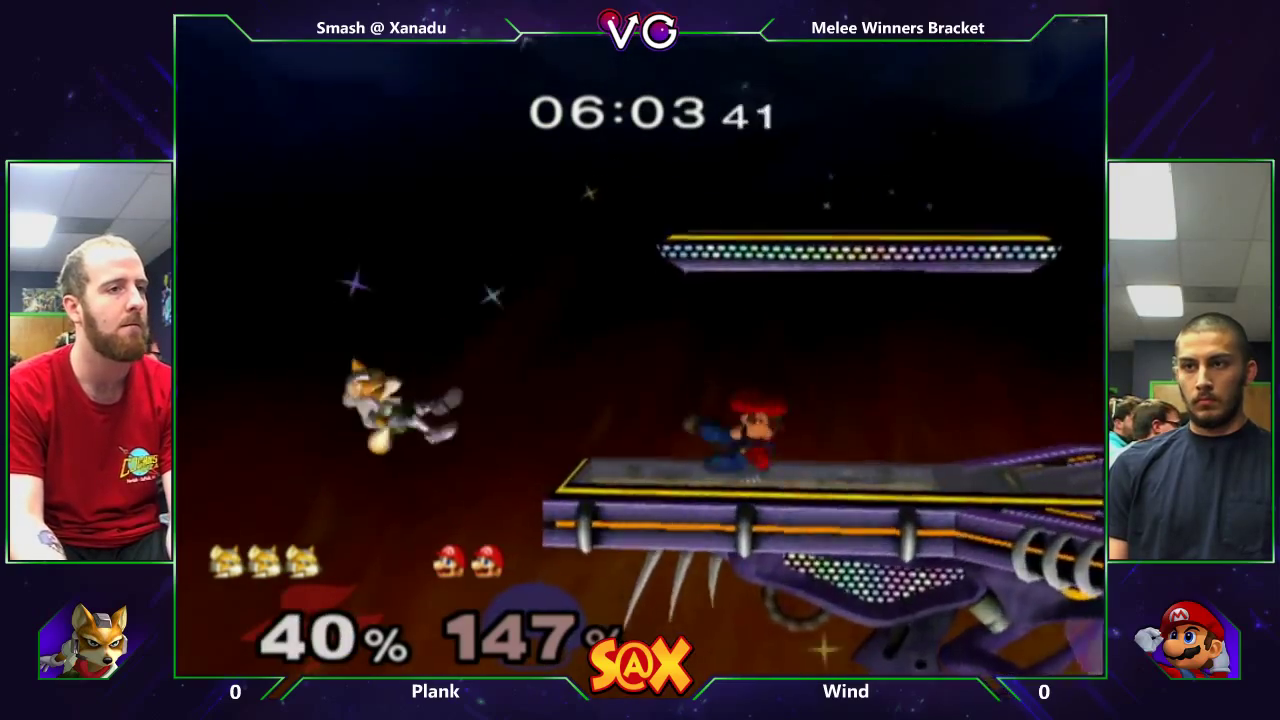 Smash @ Xanadu
VG
Melee Winners Bracket
06:03 41
40%
147%
S@X
0
Plank
Wind
0